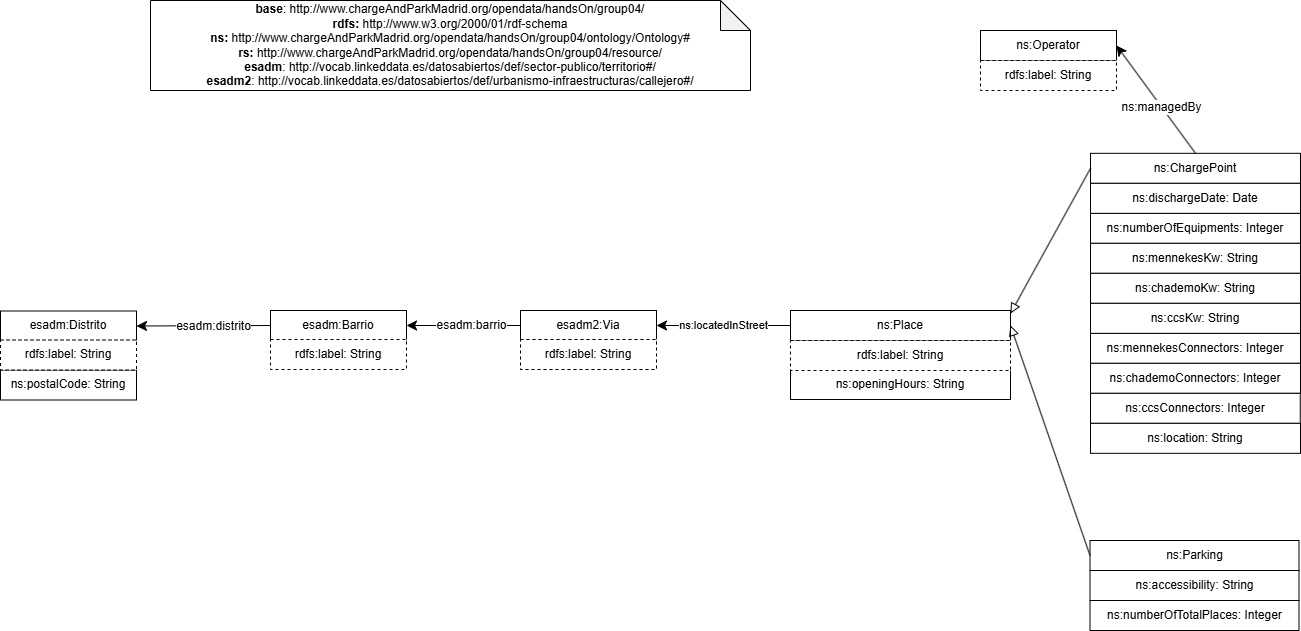 base: http://www.chargeAndParkMadrid.org/opendata/handsOn/group04/
rdfs: http://www.w3.org/2000/01/rdf-schema
ns: http://www.chargeAndParkMadrid.org/opendata/handsOn/group04/ontology/Ontology#
rs: http://www.chargeAndParkMadrid.org/opendata/handsOn/group04/resource/
esadm: http://vocab.linkeddata.es/datosabiertos/def/sector-publico/territorio#/
esadm2: http://vocab.linkeddata.es/datosabiertos/def/urbanismo-infraestructuras/callejero#/
ns:Operator
rdfs:label: String
ns:managedBy
ns:ChargePoint
ns:dischargeDate: Date
ns:numberOfEquipments: Integer
ns:mennekesKw: String
ns:chademoKw: String
ns:ccsKw: String
ns:mennekesConnectors: Integer
ns:chademoConnectors: Integer
ns:ccsConnectors: Integer
ns:location: String
esadm:Distrito
rdfs:label: String
ns:postalCode: String
esadm:distrito
esadm:Barrio
rdfs:label: String
esadm:barrio
esadm2:Via
rdfs:label: String
ns:locatedInStreet
ns:Place
rdfs:label: String
ns:openingHours: String
ns:Parking
ns:accessibility: String
ns:numberOfTotalPlaces: Integer